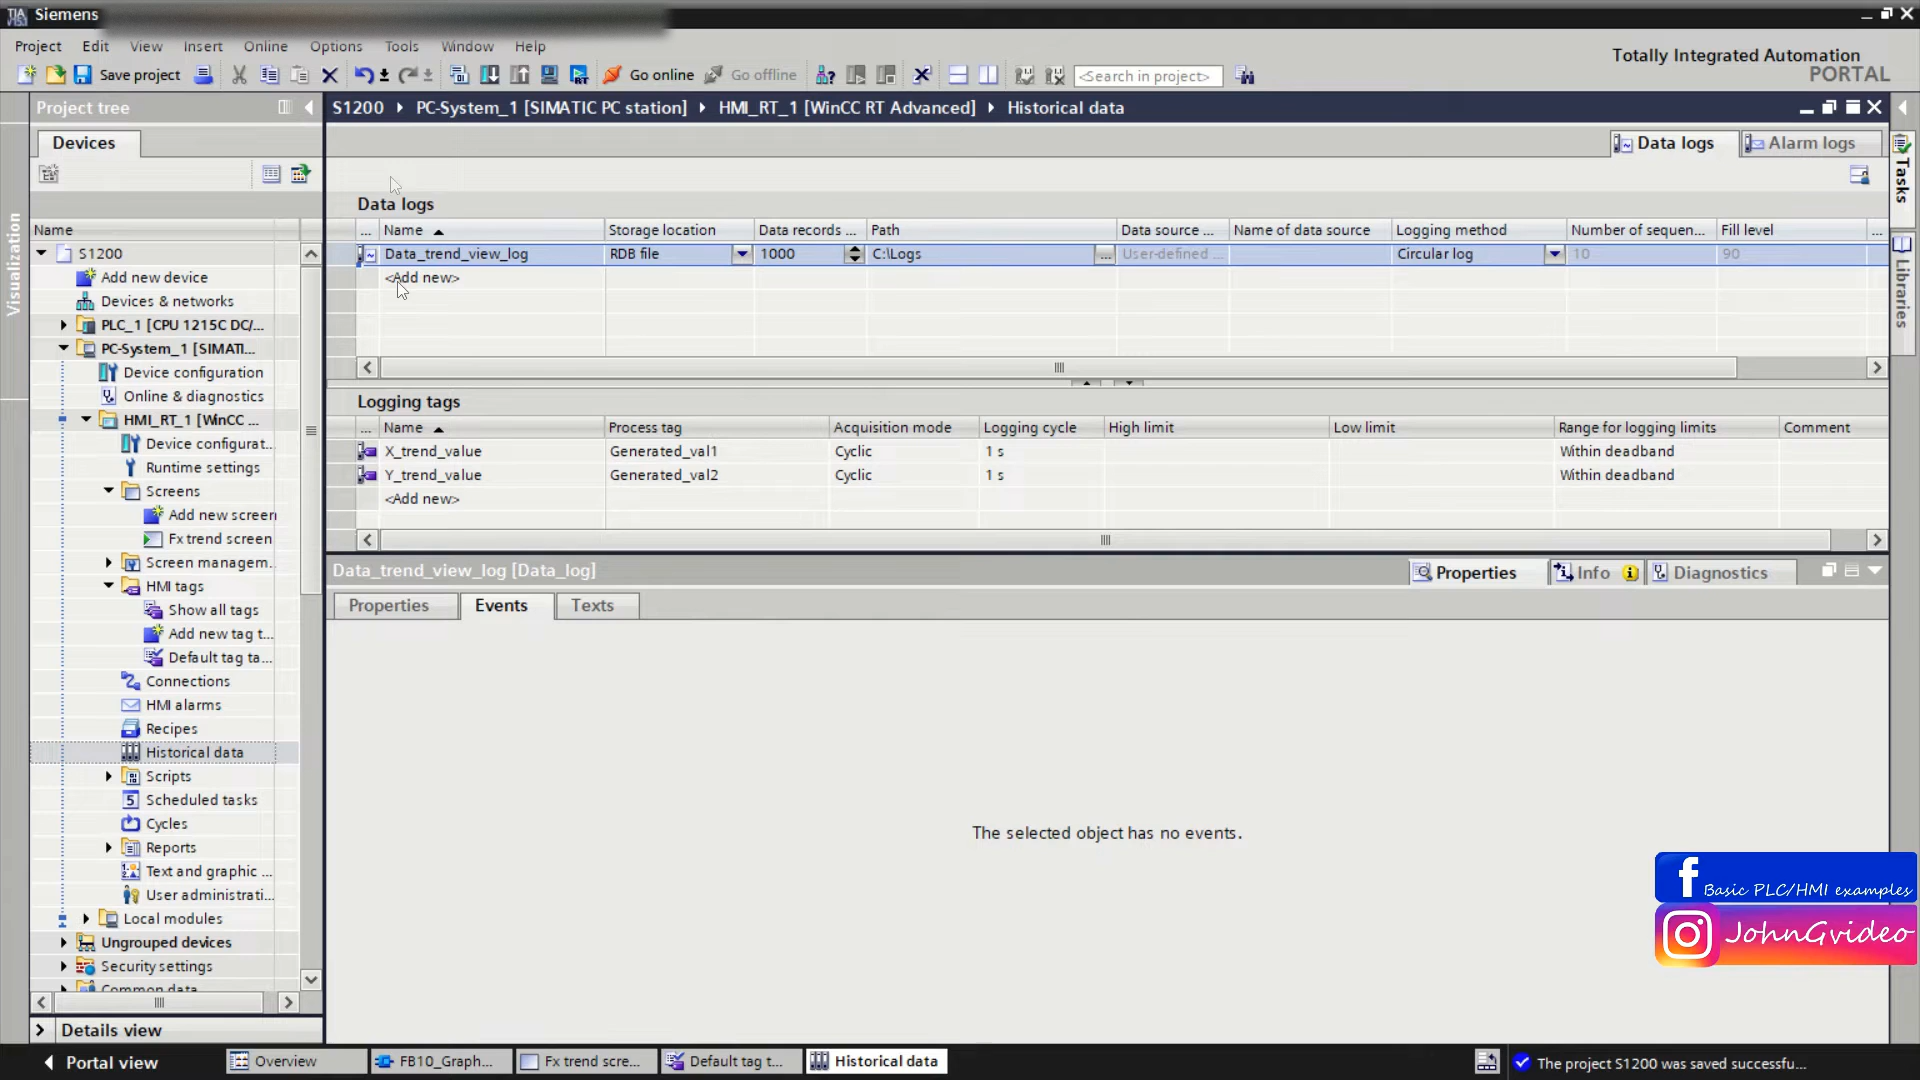 Siemens
Project Edit View Insert Online Options Tools Window Help
Totally Integrated Automation
PORTAL
Save project Go online Go offline <Search in project>
Project tree
S1200 PC-System_1 [SIMATIC PC station] HMI_RT_1 [WinCC RT Advanced] Historical data
Devices
Data logs Alarm logs
Visualization
Tasks
Libraries
Name
S1200
Add new device
Devices & networks
PLC_1 [CPU 1215C DC/...
PC-System_1 [SIMATI...
Device configuration
Online & diagnostics
HMI_RT_1 [WinCC ...
Device configurat...
Runtime settings
Screens
Add new screen
Fx trend screen
Screen managem...
HMI tags
Show all tags
Add new tag t...
Default tag ta...
Connections
HMI alarms
Recipes
Historical data
Scripts
Scheduled tasks
Cycles
Reports
Text and graphic ...
User administrati...
Local modules
Ungrouped devices
Security settings
Common data
Details view
Data logs
... Name Storage location Data records ... Path Data source ... Name of data source Logging method Number of sequen... Fill level ...
Data_trend_view_log RDB file 1000 C:\Logs ... User-defined ... Circular log 10 90
<Add new>
Logging tags
... Name Process tag Acquisition mode Logging cycle High limit Low limit Range for logging limits Comment
X_trend_value Generated_val1 Cyclic 1 s Within deadband
Y_trend_value Generated_val2 Cyclic 1 s Within deadband
<Add new>
Data_trend_view_log [Data_log]
Properties Info Diagnostics
Properties Events Texts
The selected object has no events.
f Basic PLC/HMI examples
JohnGvideo
Portal view Overview FB10_Graph... Fx trend scre... Default tag t... Historical data The project S1200 was saved successfu...